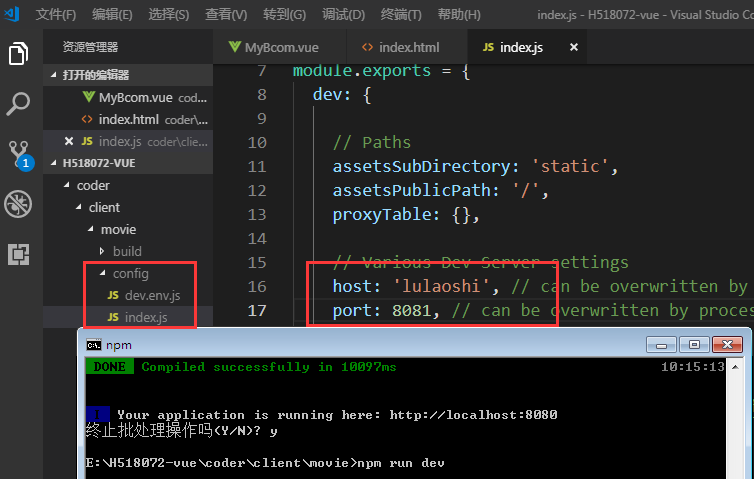 文件(F) 编辑(E) 选择(S) 查看(V) 转到(G) 调试(D) 终端(T) 帮助(H) index.js - H518072-vue - Visual Studio Co
资源管理器
MyBcom.vue index.html JS index.js ×
打开的编辑器
MyBcom.vue cod...
index.html coder\...
× JS index.js coder\clie...
H518072-VUE
coder
client
movie
build
config
JS dev.env.js
JS index.js
1
7 module.exports = {
8 dev: {
9
10 // Paths
11 assetsSubDirectory: 'static',
12 assetsPublicPath: '/',
13 proxyTable: {},
14
15 // Various Dev Server settings
16 host: 'lulaoshi', // can be overwritten by
17 port: 8081, // can be overwritten by proces
C:\. npm
DONE Compiled successfully in 10097ms 10:15:13
I Your application is running here: http://localhost:8080
终止批处理操作吗(Y/N)? y
E:\H518072-vue\coder\client\movie>npm run dev